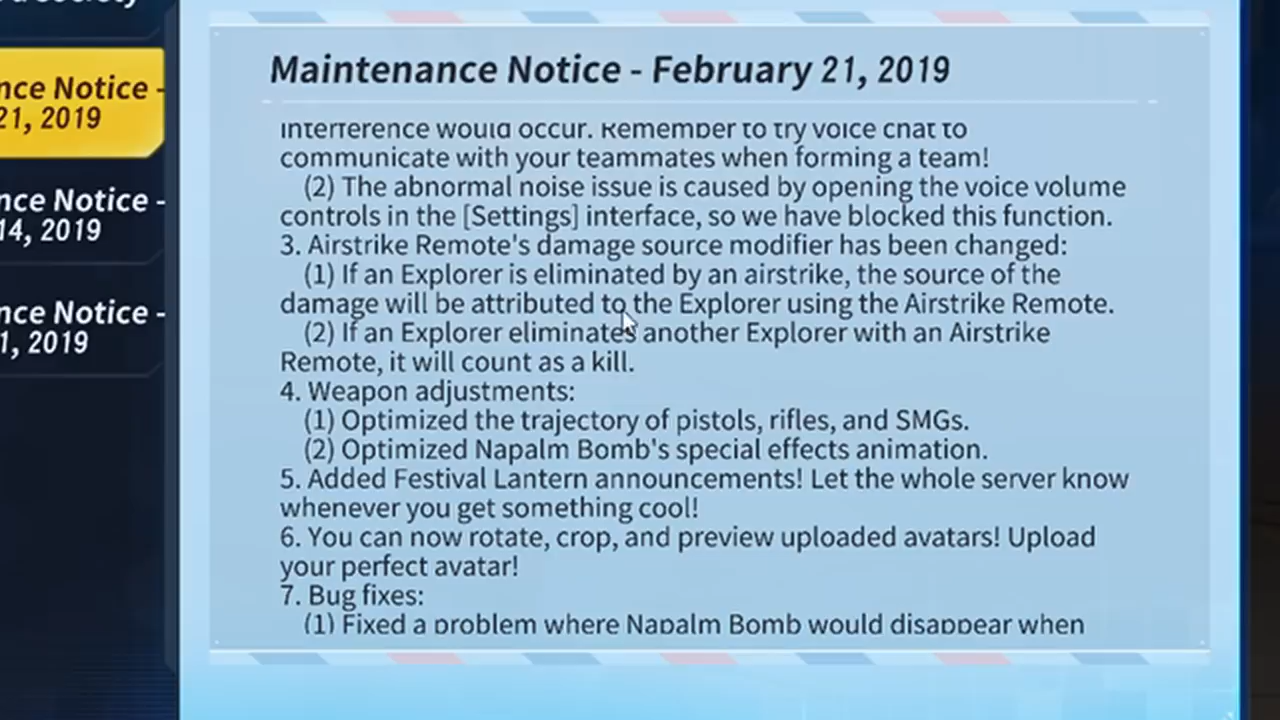 society
nce Notice -
21, 2019
nce Notice -
14, 2019
nce Notice -
1, 2019
Maintenance Notice - February 21, 2019
interference would occur. Remember to try voice chat to
communicate with your teammates when forming a team!
(2) The abnormal noise issue is caused by opening the voice volume
controls in the [Settings] interface, so we have blocked this function.
3. Airstrike Remote's damage source modifier has been changed:
(1) If an Explorer is eliminated by an airstrike, the source of the
damage will be attributed to the Explorer using the Airstrike Remote.
(2) If an Explorer eliminates another Explorer with an Airstrike
Remote, it will count as a kill.
4. Weapon adjustments:
(1) Optimized the trajectory of pistols, rifles, and SMGs.
(2) Optimized Napalm Bomb's special effects animation.
5. Added Festival Lantern announcements! Let the whole server know
whenever you get something cool!
6. You can now rotate, crop, and preview uploaded avatars! Upload
your perfect avatar!
7. Bug fixes:
(1) Fixed a problem where Napalm Bomb would disappear when